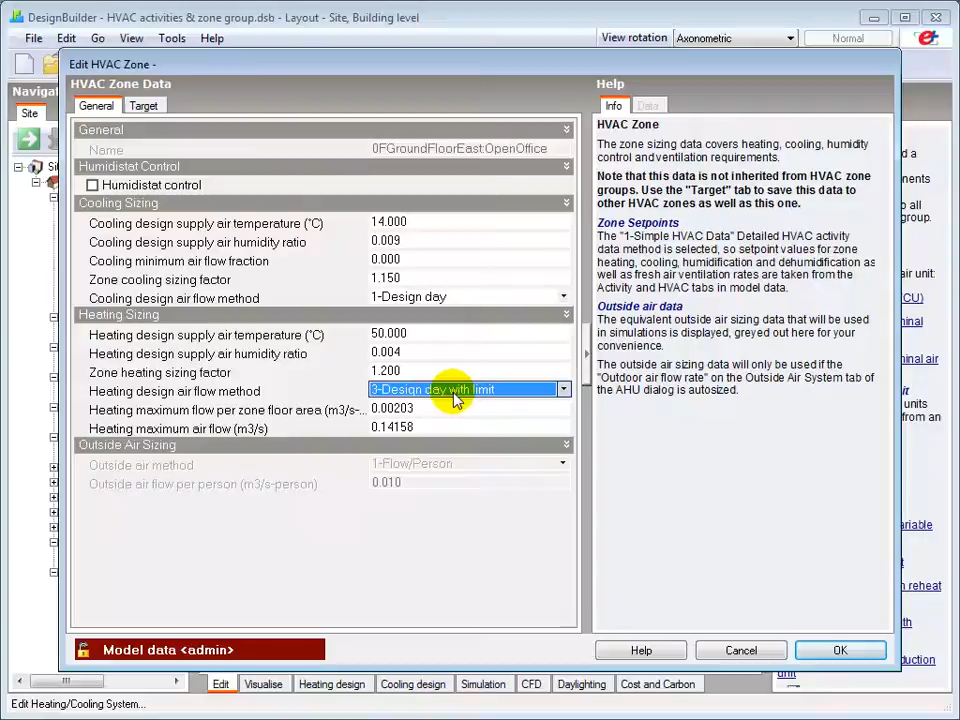 DesignBuilder - HVAC activities & zone group.dsb - Layout - Site, Building level
File Edit Go View Tools Help
View rotation Axonometric Normal
Edit HVAC Zone -
HVAC Zone Data
General Target
General
Name 0FGroundFloorEast:OpenOffice
Humidistat Control
Humidistat control
Cooling Sizing
Cooling design supply air temperature (°C) 14.000
Cooling design supply air humidity ratio 0.009
Cooling minimum air flow fraction 0.000
Zone cooling sizing factor 1.150
Cooling design air flow method 1-Design day
Heating Sizing
Heating design supply air temperature (°C) 50.000
Heating design supply air humidity ratio 0.004
Zone heating sizing factor 1.200
Heating design air flow method 3-Design day with limit
Heating maximum flow per zone floor area (m3/s-... 0.00203
Heating maximum air flow (m3/s) 0.14158
Outside Air Sizing
Outside air method 1-Flow/Person
Outside air flow per person (m3/s-person) 0.010
Model data <admin>
Help
Info Data
HVAC Zone
The zone sizing data covers heating, cooling, humidity
control and ventilation requirements.
Note that this data is not inherited from HVAC zone
groups. Use the "Target" tab to save this data to
other HVAC zones as well as this one.
Zone Setpoints
The "1-Simple HVAC Data" Detailed HVAC activity
data method is selected, so setpoint values for zone
heating, cooling, humidification and dehumidification as
well as fresh air ventilation rates are taken from the
Activity and HVAC tabs in model data.
Outside air data
The equivalent outside air sizing data that will be used
in simulations is displayed, greyed out here for your
convenience.
The outside air sizing data will only be used if the
"Outdoor air flow rate" on the Outside Air System tab of
the AHU dialog is autosized.
Help Cancel OK
Site
Edit Visualise Heating design Cooling design Simulation CFD Daylighting Cost and Carbon
unit
Edit Heating/Cooling System...